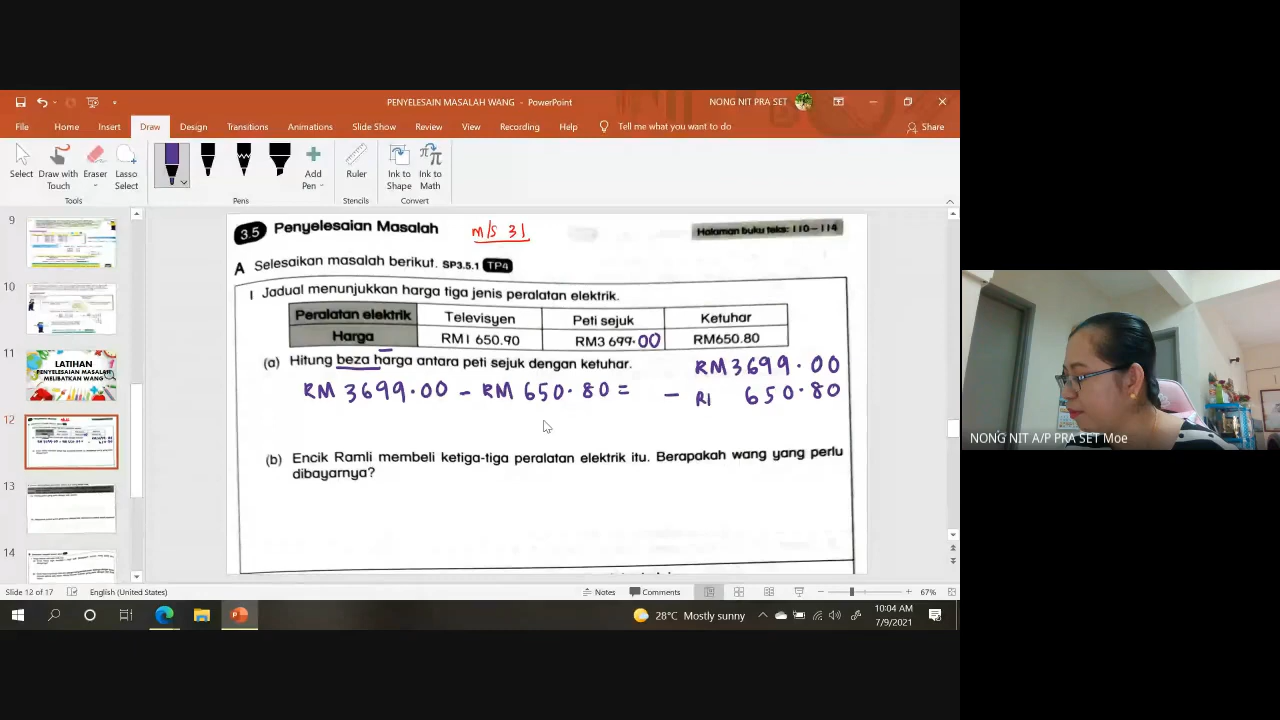 PENYELESAIN MASALAH WANG - PowerPoint
NONG NIT PRA SET
File Home Insert Draw Design Transitions Animations Slide Show Review View Recording Help Tell me what you want to do Share
Select Draw with Touch Eraser Lasso Select Add Pen Ruler Ink to Shape Ink to Math
Tools Pens Stencils Convert
9
10
11
LATIHAN
PENYELESAIAN MASALAH
MELIBATKAN WANG
12
13
14
3.5 Penyelesaian Masalah m/s 31 Halaman buku teks: 110–114
A Selesaikan masalah berikut. SP3.5.1 TP4
1 Jadual menunjukkan harga tiga jenis peralatan elektrik.
Peralatan elektrik Televisyen Peti sejuk Ketuhar
Harga RM1 650.90 RM3 699.00 RM650.80
(a) Hitung beza harga antara peti sejuk dengan ketuhar.
RM 3699.00 - RM 650.80 =
RM3699.00
- RM 650.80
(b) Encik Ramli membeli ketiga-tiga peralatan elektrik itu. Berapakah wang yang perlu
dibayarnya?
NONG NIT A/P PRA SET Moe
Slide 12 of 17 English (United States) Notes Comments 67%
28°C Mostly sunny 10:04 AM
7/9/2021